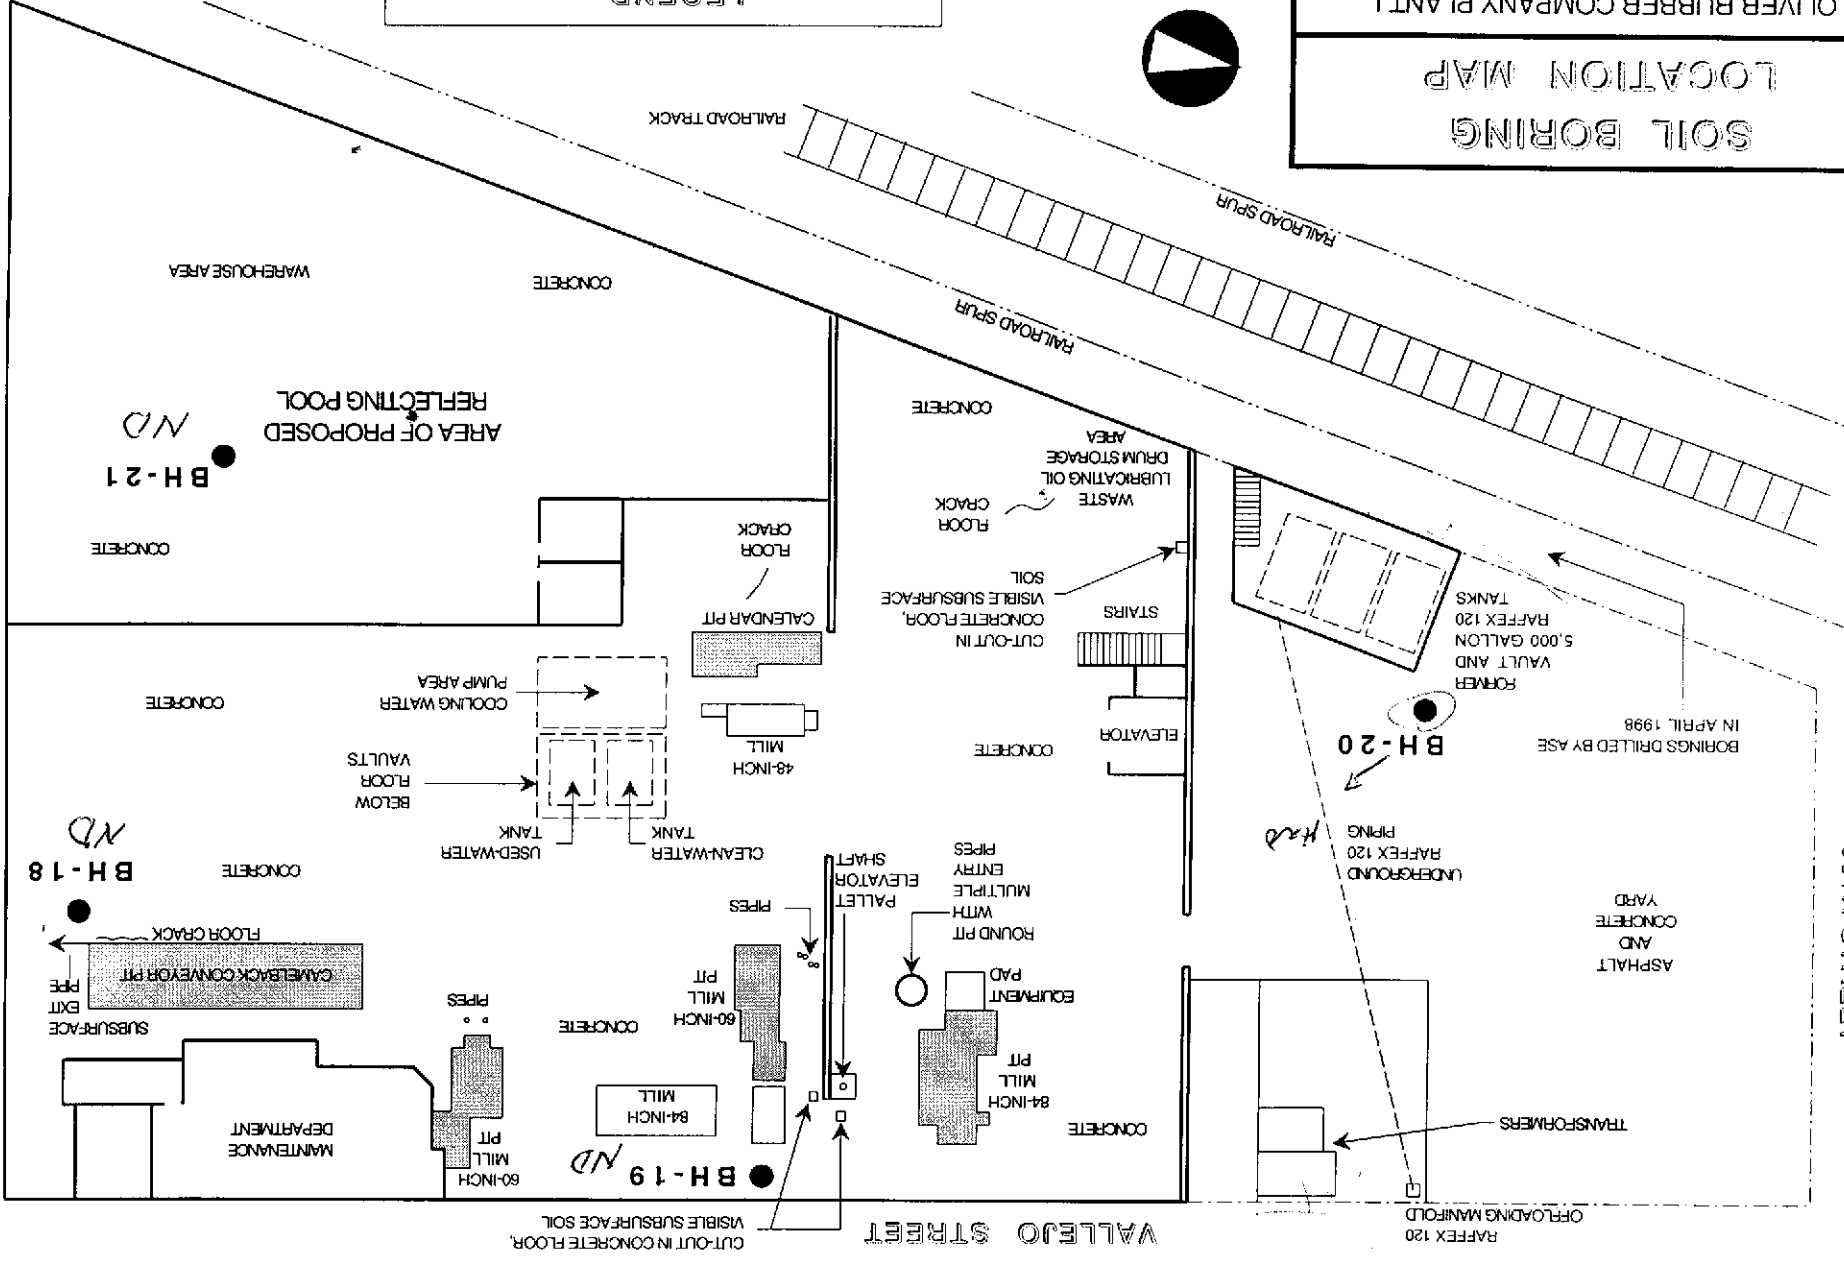 RAFFEX 120
OFFLOADING MANIFOLD
VALLEJO STREET
CUT-OUT IN CONCRETE FLOOR,
VISIBLE SUBSURFACE SOIL
TRANSFORMERS
CONCRETE
84-INCH
MILL
PIT
EQUIPMENT
PAD
BH-19
ND
84-INCH
MILL
60-INCH
MILL
PIT
MAINTENANCE
DEPARTMENT
CONCRETE
60-INCH
MILL
PIT
PIPES
SUBSURFACE
EXIT
PIPE
CAMELBACK CONVEYOR PIT
FLOOR CRACK
ASPHALT
AND
CONCRETE
YARD
UNDERGROUND
RAFFEX 120
PIPING
ROUND PIT
WITH
MULTIPLE
ENTRY
PIPES
PALLET
ELEVATOR
SHAFT
PIPES
CONCRETE
BH-18
ND
CLEAN-WATER
TANK
USED-WATER
TANK
BELOW
FLOOR
VAULTS
BORINGS DRILLED BY ASE
IN APRIL 1998
BH-20
H20
ELEVATOR
CONCRETE
48-INCH
MILL
COOLING WATER
PUMP AREA
CONCRETE
FORMER
VAULT AND
5,000 GALLON
RAFFEX 120
TANKS
STAIRS
CUT-OUT IN
CONCRETE FLOOR,
VISIBLE SUBSURFACE
SOIL
CALENDAR PIT
FLOOR
CRACK
CONCRETE
WASTE
LUBRICATING OIL
DRUM STORAGE
AREA
FLOOR
CRACK
CONCRETE
BH-21
ND
AREA OF PROPOSED
REFLECTING POOL
RAILROAD SPUR
CONCRETE
WAREHOUSE AREA
RAILROAD SPUR
RAILROAD TRACK
SOIL BORING
LOCATION MAP
OLIVER RUBBER COMPANY PLANT 1
LEGEND